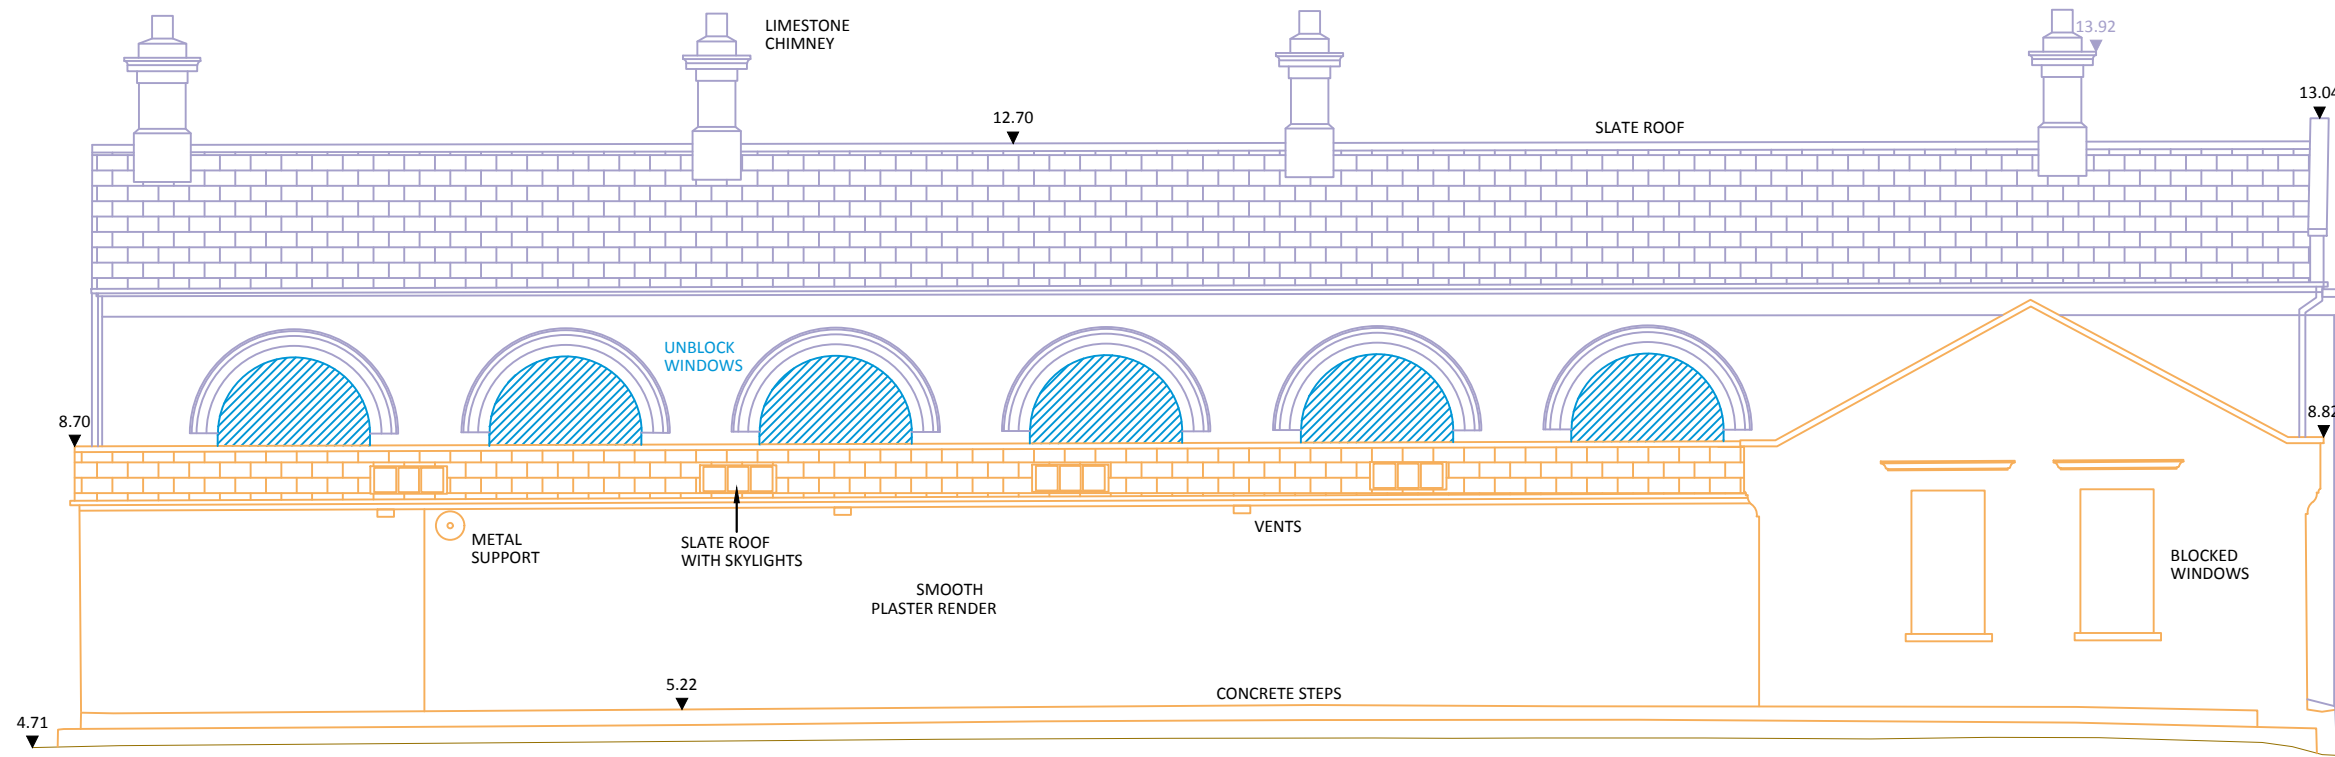 LIMESTONE
CHIMNEY
13.92
13.04
12.70
SLATE ROOF
UNBLOCK
WINDOWS
8.70
8.82
METAL
SUPPORT
SLATE ROOF
WITH SKYLIGHTS
VENTS
BLOCKED
WINDOWS
SMOOTH
PLASTER RENDER
5.22
CONCRETE STEPS
4.71